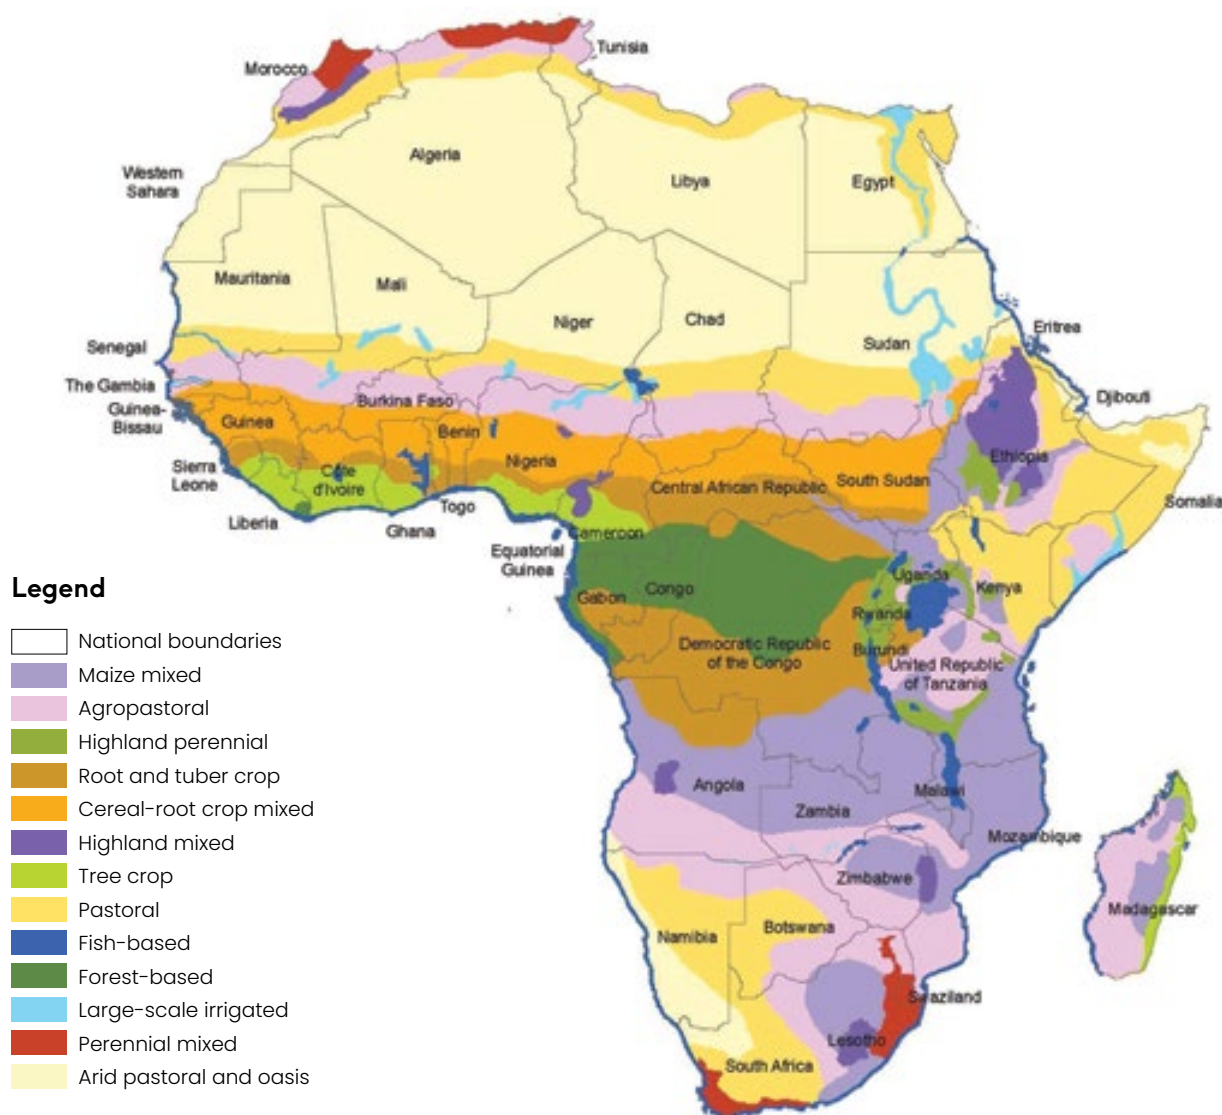 Tunisia
Morocco
Algeria
Western
Sahara
Libya
Egypt
Mauritania
Mali
Niger
Chad
Sudan
Eritrea
Senegal
The Gambia
Guinea-
Bissau
Burkina Faso
Djibouti
Guinea
Benin
Nigeria
Ethiopia
Sierra
Leone
Côte
d'Ivoire
Central African Republic
South Sudan
Somalia
Liberia
Togo
Ghana
Cameroon
Equatorial
Guinea
Uganda
Kenya
Gabon
Congo
Rwanda
Democratic Republic
of the Congo
Burundi
United Republic
of Tanzania
Angola
Zambia
Malawi
Mozambique
Zimbabwe
Madagascar
Namibia
Botswana
Swaziland
Lesotho
South Africa
Legend
National boundaries
Maize mixed
Agropastoral
Highland perennial
Root and tuber crop
Cereal-root crop mixed
Highland mixed
Tree crop
Pastoral
Fish-based
Forest-based
Large-scale irrigated
Perennial mixed
Arid pastoral and oasis